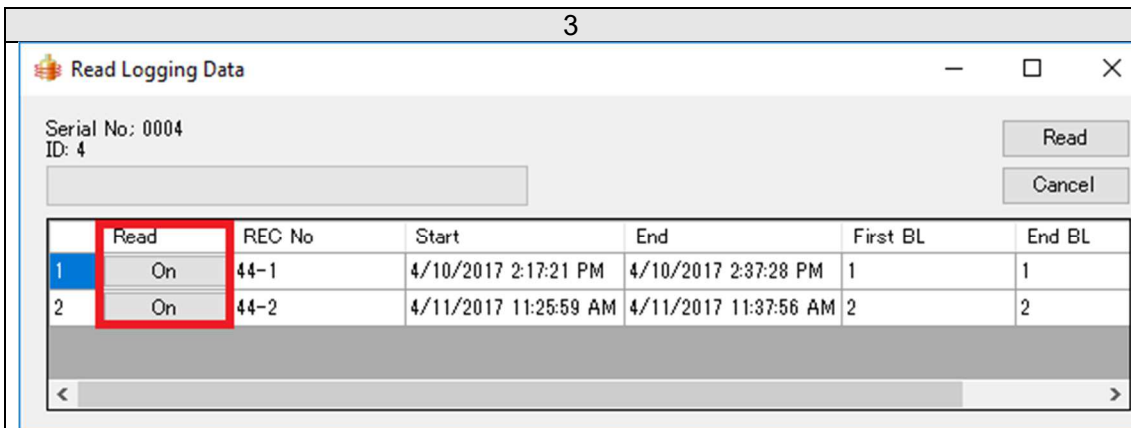 3
Read Logging Data
Serial No: 0004
ID: 4
Read
Cancel
Read REC No Start End First BL End BL
1 On 44-1 4/10/2017 2:17:21 PM 4/10/2017 2:37:28 PM 1 1
2 On 44-2 4/11/2017 11:25:59 AM 4/11/2017 11:37:56 AM 2 2